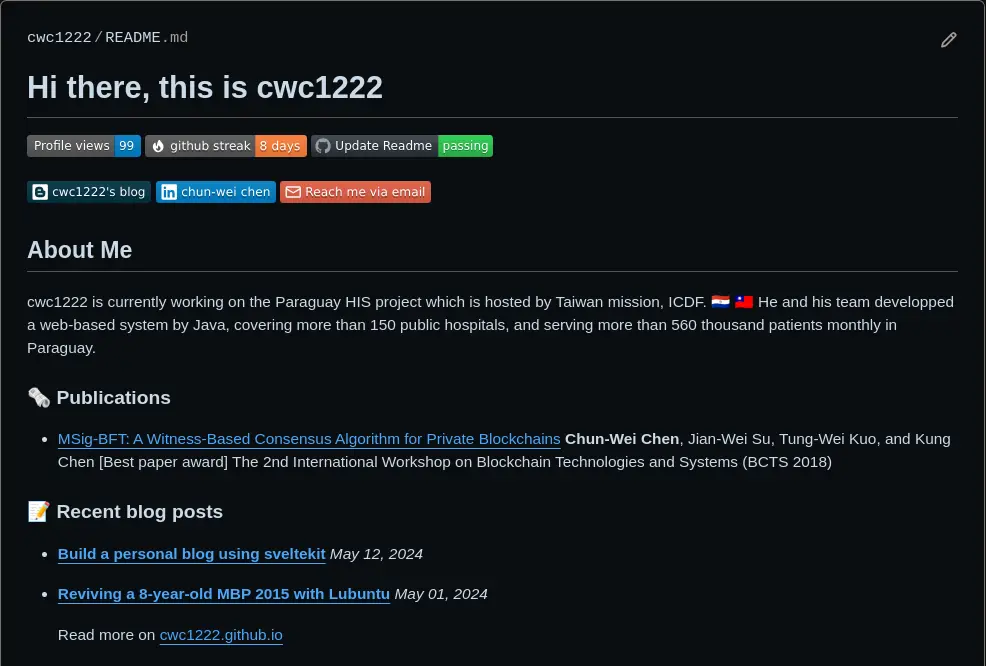 cwc1222/README.md
Hi there, this is cwc1222
Profile views 99 github streak 8 days Update Readme passing
cwc1222's blog chun-wei chen Reach me via email
About Me
cwc1222 is currently working on the Paraguay HIS project which is hosted by Taiwan mission, ICDF. 🇵🇾 🇹🇼 He and his team developped
a web-based system by Java, covering more than 150 public hospitals, and serving more than 560 thousand patients monthly in
Paraguay.
🗞️ Publications
• MSig-BFT: A Witness-Based Consensus Algorithm for Private Blockchains Chun-Wei Chen, Jian-Wei Su, Tung-Wei Kuo, and Kung
Chen [Best paper award] The 2nd International Workshop on Blockchain Technologies and Systems (BCTS 2018)
📝 Recent blog posts
• Build a personal blog using sveltekit May 12, 2024
• Reviving a 8-year-old MBP 2015 with Lubuntu May 01, 2024
Read more on cwc1222.github.io